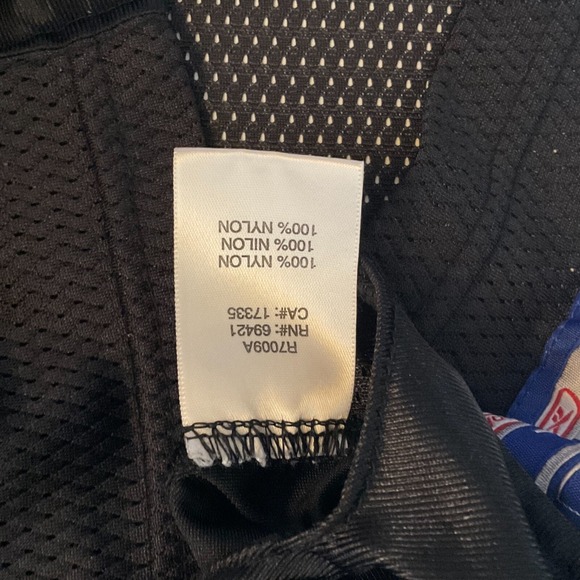 R7009A
RN#: 69421
CA#: 17335
100% NYLON
100% NILON
100% NYLON